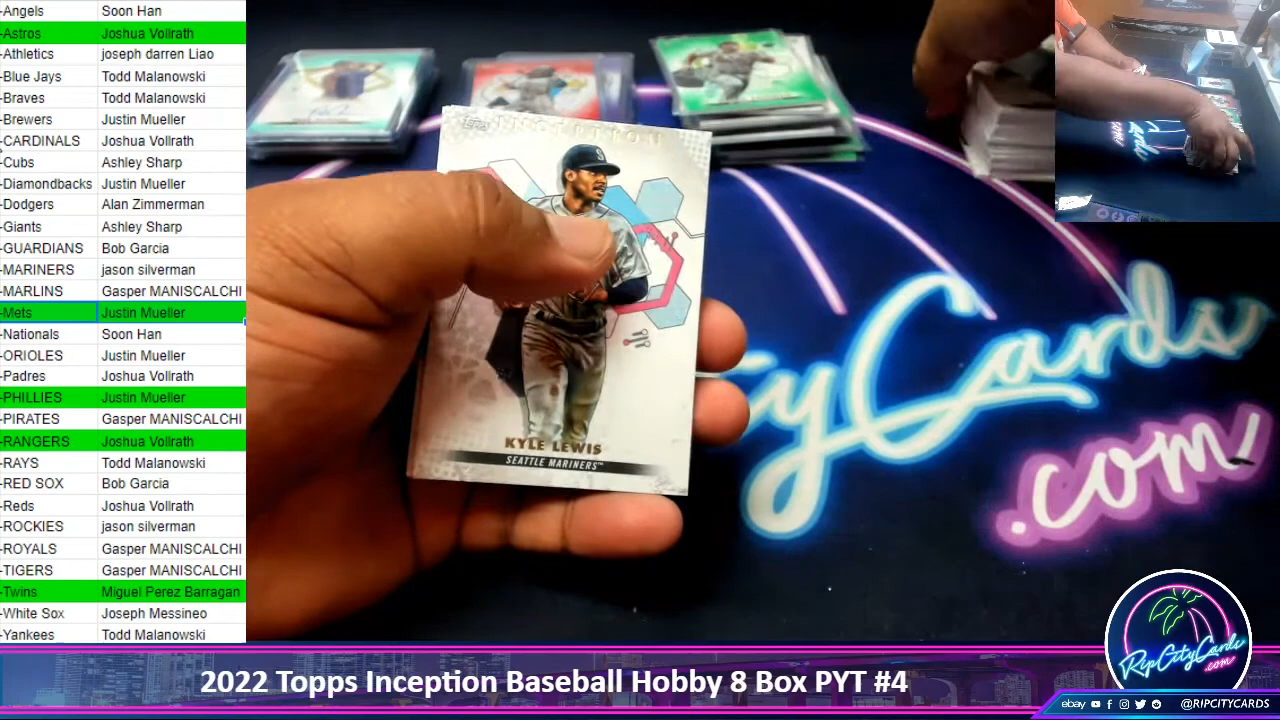 -Angels Soon Han
-Astros Joshua Vollrath
-Athletics joseph darren Liao
-Blue Jays Todd Malanowski
-Braves Todd Malanowski
-Brewers Justin Mueller
-CARDINALS Joshua Vollrath
-Cubs Ashley Sharp
-Diamondbacks Justin Mueller
-Dodgers Alan Zimmerman
-Giants Ashley Sharp
-GUARDIANS Bob Garcia
-MARINERS jason silverman
-MARLINS Gasper MANISCALCHI
-Mets Justin Mueller
-Nationals Soon Han
-ORIOLES Justin Mueller
-Padres Joshua Vollrath
-PHILLIES Justin Mueller
-PIRATES Gasper MANISCALCHI
-RANGERS Joshua Vollrath
-RAYS Todd Malanowski
-RED SOX Bob Garcia
-Reds Joshua Vollrath
-ROCKIES jason silverman
-ROYALS Gasper MANISCALCHI
-TIGERS Gasper MANISCALCHI
-Twins Miguel Perez Barragan
-White Sox Joseph Messineo
-Yankees Todd Malanowski
TOPPS INCEPTION
KYLE LEWIS
SEATTLE MARINERS™
yCards
.com
RipCityCards
.com
2022 Topps Inception Baseball Hobby 8 Box PYT #4
ebay @RIPCITYCARDS